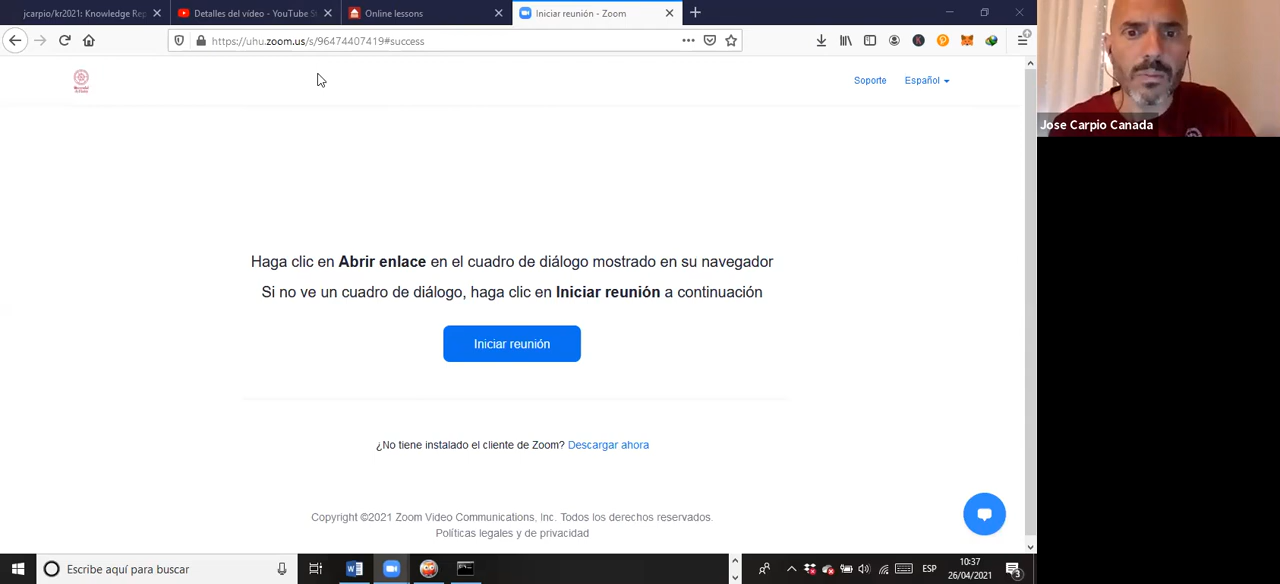 jcarpio/kr2021: Knowledge Rep
Detalles del vídeo - YouTube S
Online lessons
Iniciar reunión - Zoom
https://uhu.zoom.us/s/96474407419#success
Soporte
Español
Jose Carpio Canada
Haga clic en Abrir enlace en el cuadro de diálogo mostrado en su navegador
Si no ve un cuadro de diálogo, haga clic en Iniciar reunión a continuación
Iniciar reunión
¿No tiene instalado el cliente de Zoom? Descargar ahora
Copyright ©2021 Zoom Video Communications, Inc. Todos los derechos reservados.
Políticas legales y de privacidad
Escribe aquí para buscar
ESP
10:37
26/04/2021
3